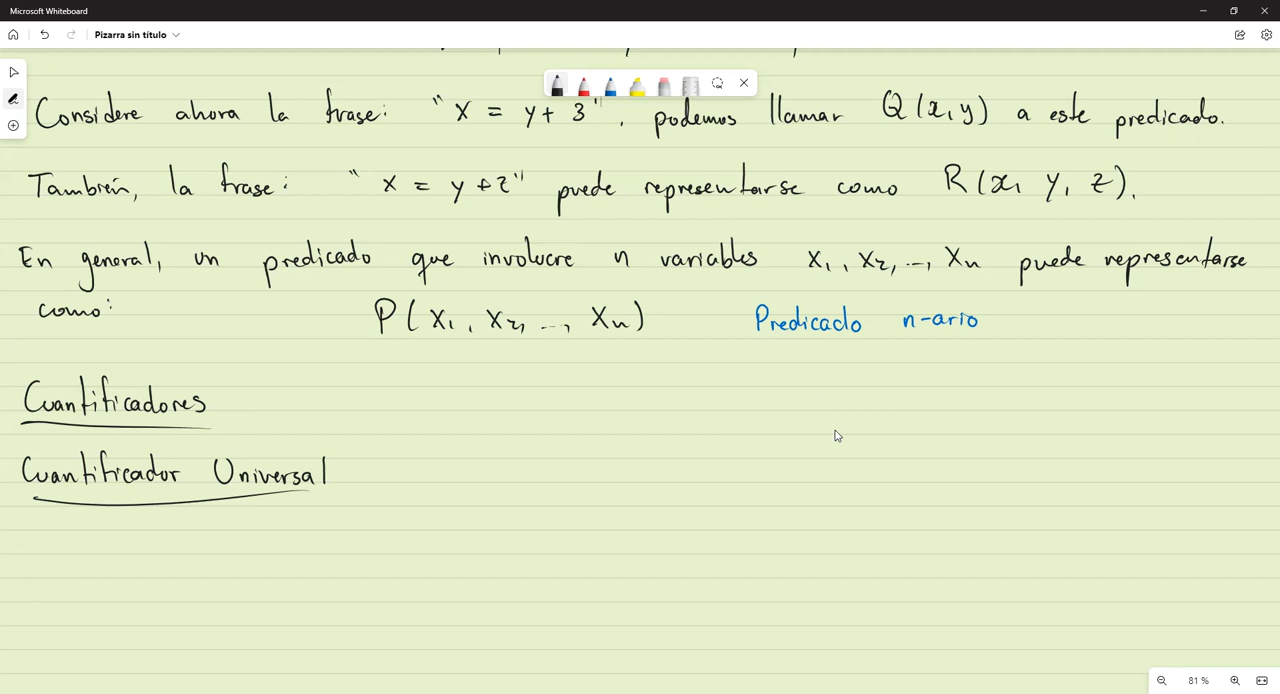 Microsoft Whiteboard
Pizarra sin título
Considere ahora la frase: "x = y + 3", podemos llamar Q(x,y) a este predicado.
También, la frase: "x = y + z" puede representarse como R(x, y, z).
En general, un predicado que involucre n variables x₁, x₂, ..., xₙ puede representarse
como: P(x₁, x₂, ..., xₙ) Predicado n-ario
Cuantificadores
Cuantificador Universal
81 %